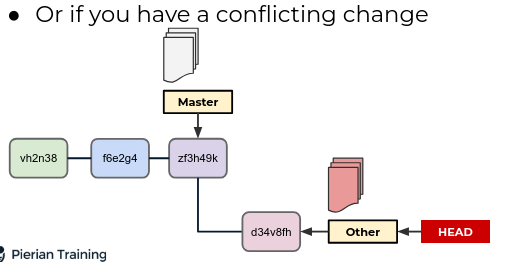 ● Or if you have a conflicting change
Master
vh2n38
f6e2g4
zf3h49k
d34v8fh
Other
HEAD
Pierian Training